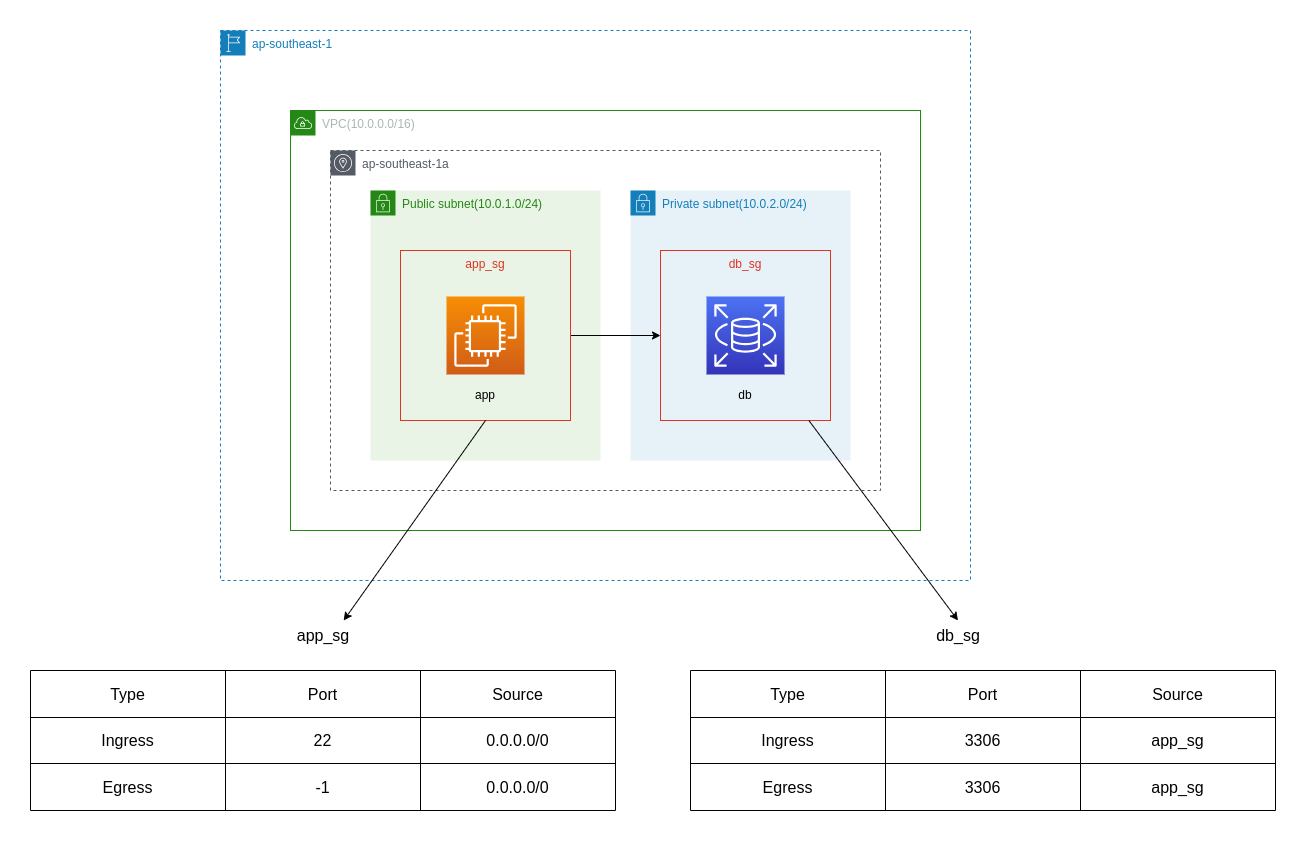 ap-southeast-1
VPC(10.0.0.0/16)
ap-southeast-1a
Public subnet(10.0.1.0/24)
Private subnet(10.0.2.0/24)
app_sg
db_sg
app
db
app_sg
db_sg
Type Port Source
Ingress 22 0.0.0.0/0
Egress -1 0.0.0.0/0
Type Port Source
Ingress 3306 app_sg
Egress 3306 app_sg